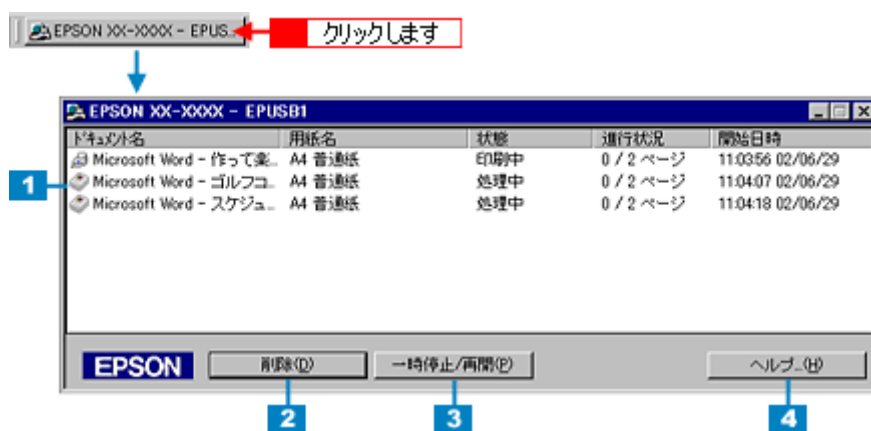 EPSON XX-XXXX - EPUS...
クリックします
EPSON XX-XXXX - EPUSB1
ドキュメント名 用紙名 状態 進行状況 開始日時
Microsoft Word - 作って楽... A4 普通紙 印刷中 0 / 2 ページ 11:03:56 02/06/29
1
Microsoft Word - ゴルフコ... A4 普通紙 処理中 0 / 2 ページ 11:04:07 02/06/29
Microsoft Word - スケジュ... A4 普通紙 処理中 0 / 2 ページ 11:04:18 02/06/29
EPSON 削除(D) 一時停止/再開(P) ヘルプ...(H)
2 3 4